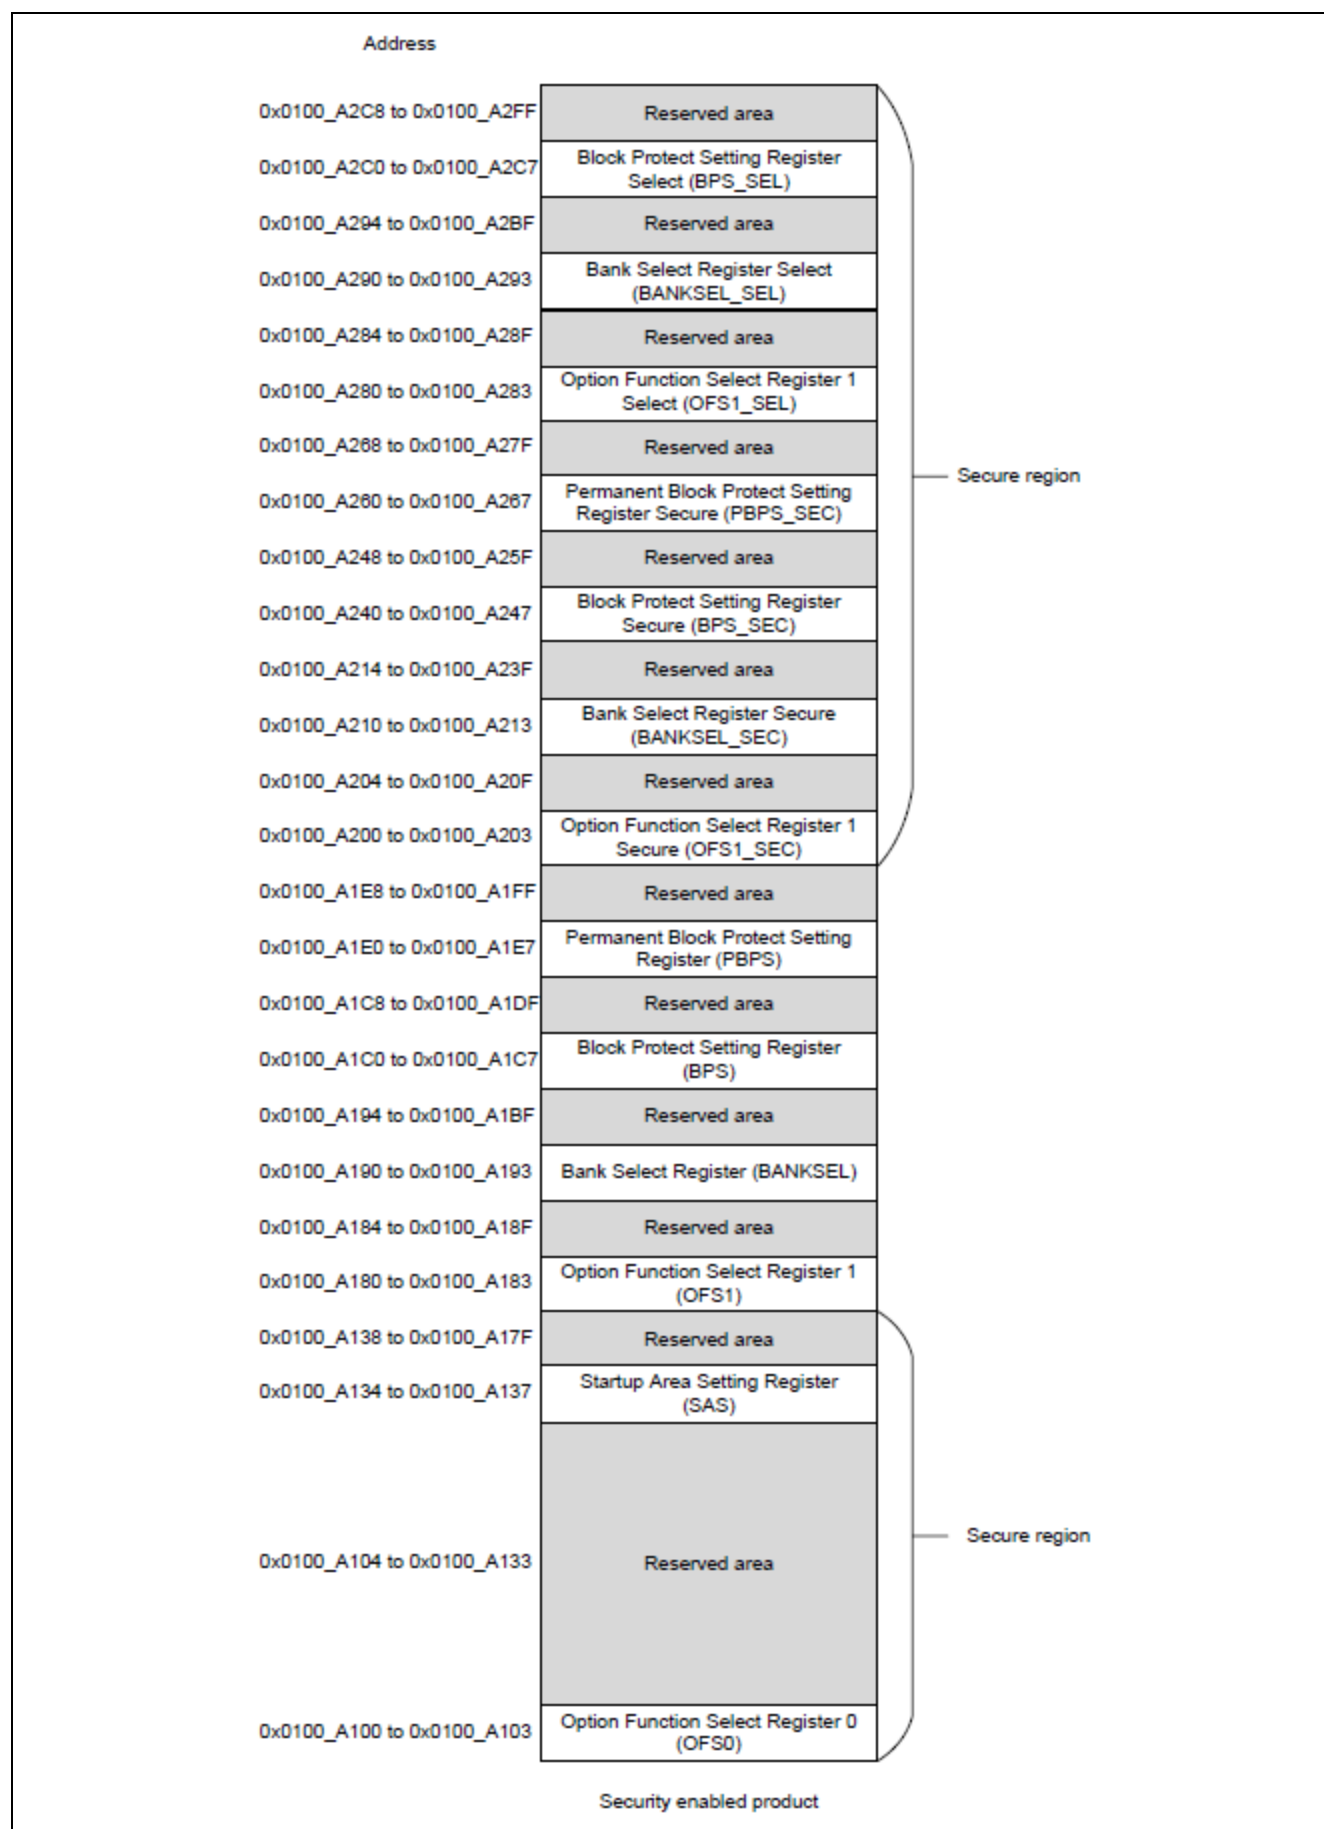 Address
0x0100_A2C8 to 0x0100_A2FF
Reserved area
0x0100_A2C0 to 0x0100_A2C7
Block Protect Setting Register
Select (BPS_SEL)
0x0100_A294 to 0x0100_A2BF
Reserved area
0x0100_A290 to 0x0100_A293
Bank Select Register Select
(BANKSEL_SEL)
0x0100_A284 to 0x0100_A28F
Reserved area
0x0100_A280 to 0x0100_A283
Option Function Select Register 1
Select (OFS1_SEL)
0x0100_A268 to 0x0100_A27F
Reserved area
Secure region
0x0100_A260 to 0x0100_A267
Permanent Block Protect Setting
Register Secure (PBPS_SEC)
0x0100_A248 to 0x0100_A25F
Reserved area
0x0100_A240 to 0x0100_A247
Block Protect Setting Register
Secure (BPS_SEC)
0x0100_A214 to 0x0100_A23F
Reserved area
0x0100_A210 to 0x0100_A213
Bank Select Register Secure
(BANKSEL_SEC)
0x0100_A204 to 0x0100_A20F
Reserved area
0x0100_A200 to 0x0100_A203
Option Function Select Register 1
Secure (OFS1_SEC)
0x0100_A1E8 to 0x0100_A1FF
Reserved area
0x0100_A1E0 to 0x0100_A1E7
Permanent Block Protect Setting
Register (PBPS)
0x0100_A1C8 to 0x0100_A1DF
Reserved area
0x0100_A1C0 to 0x0100_A1C7
Block Protect Setting Register
(BPS)
0x0100_A194 to 0x0100_A1BF
Reserved area
0x0100_A190 to 0x0100_A193
Bank Select Register (BANKSEL)
0x0100_A184 to 0x0100_A18F
Reserved area
0x0100_A180 to 0x0100_A183
Option Function Select Register 1
(OFS1)
0x0100_A138 to 0x0100_A17F
Reserved area
0x0100_A134 to 0x0100_A137
Startup Area Setting Register
(SAS)
Secure region
0x0100_A104 to 0x0100_A133
Reserved area
0x0100_A100 to 0x0100_A103
Option Function Select Register 0
(OFS0)
Security enabled product